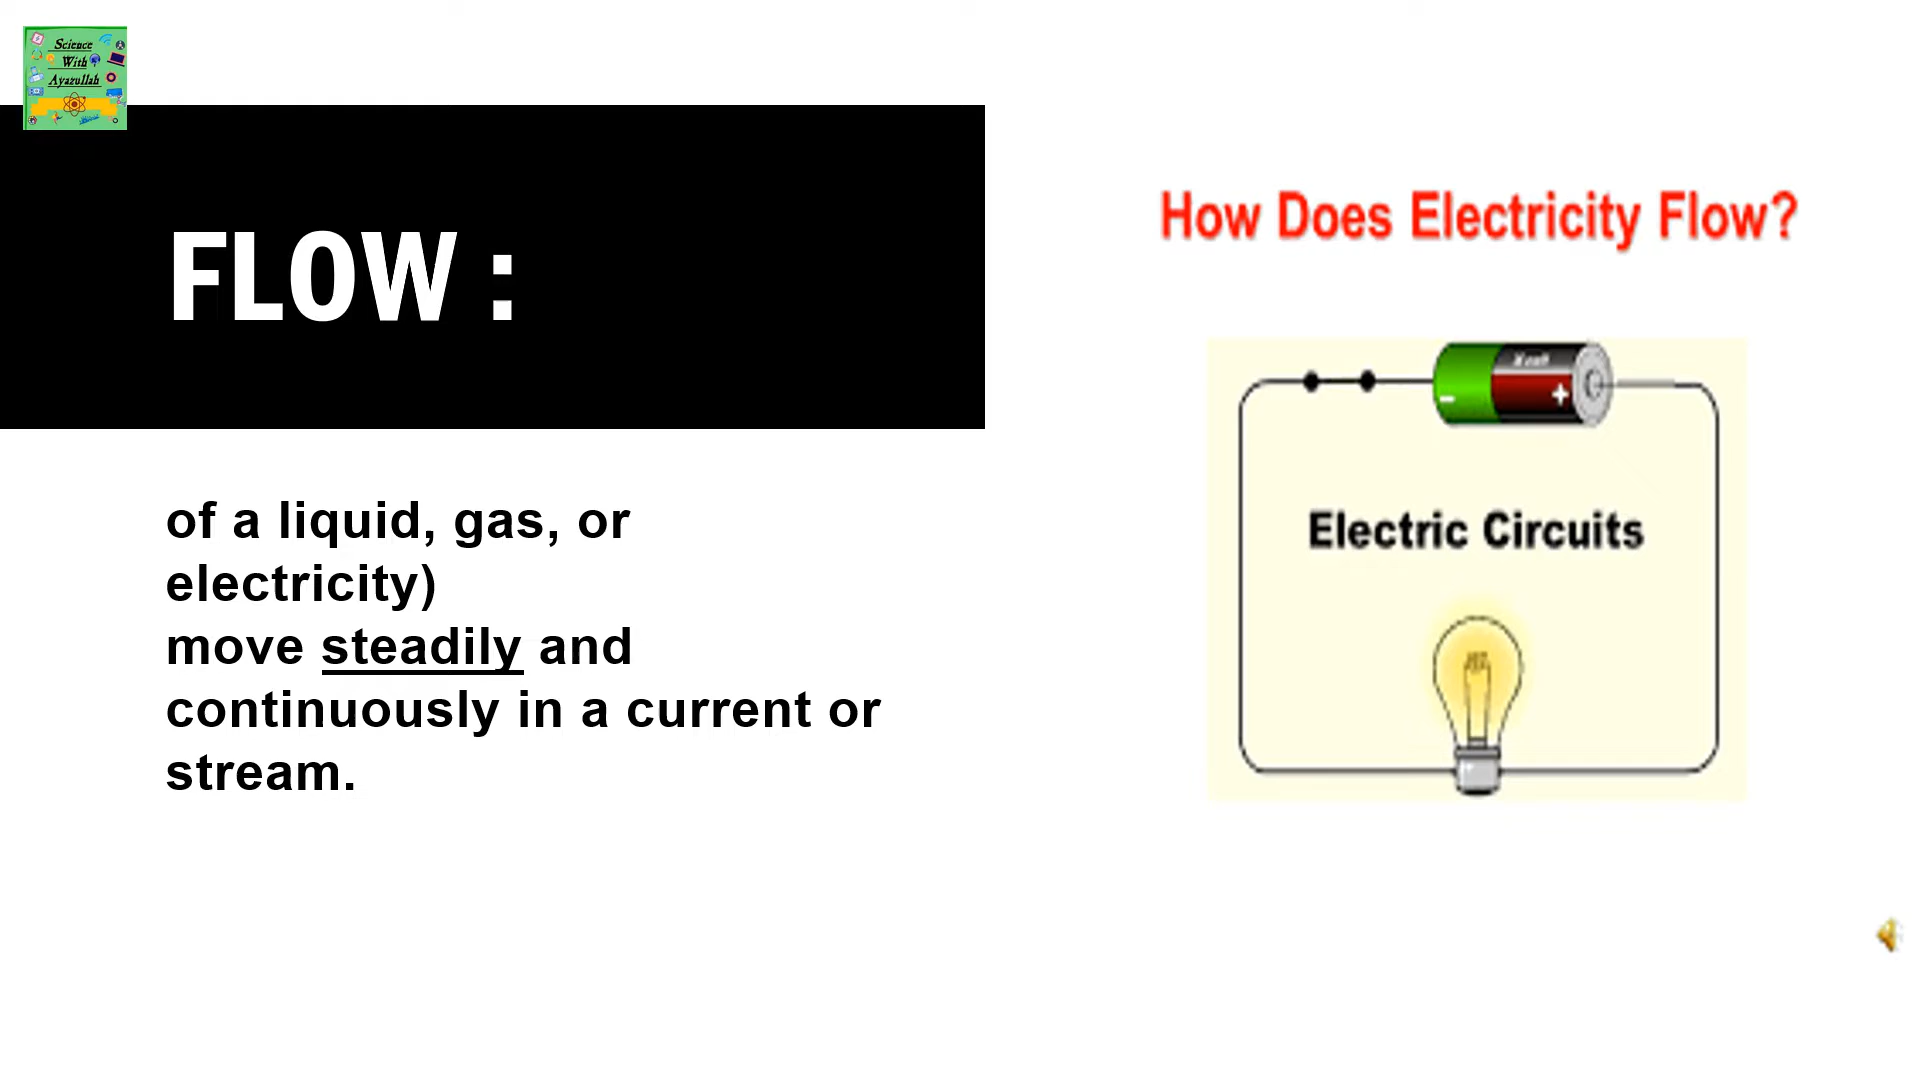 Science
With
Ayazullah
FLOW :
of a liquid, gas, or
electricity)
move steadily and
continuously in a current or
stream.
How Does Electricity Flow?
- +
Electric Circuits